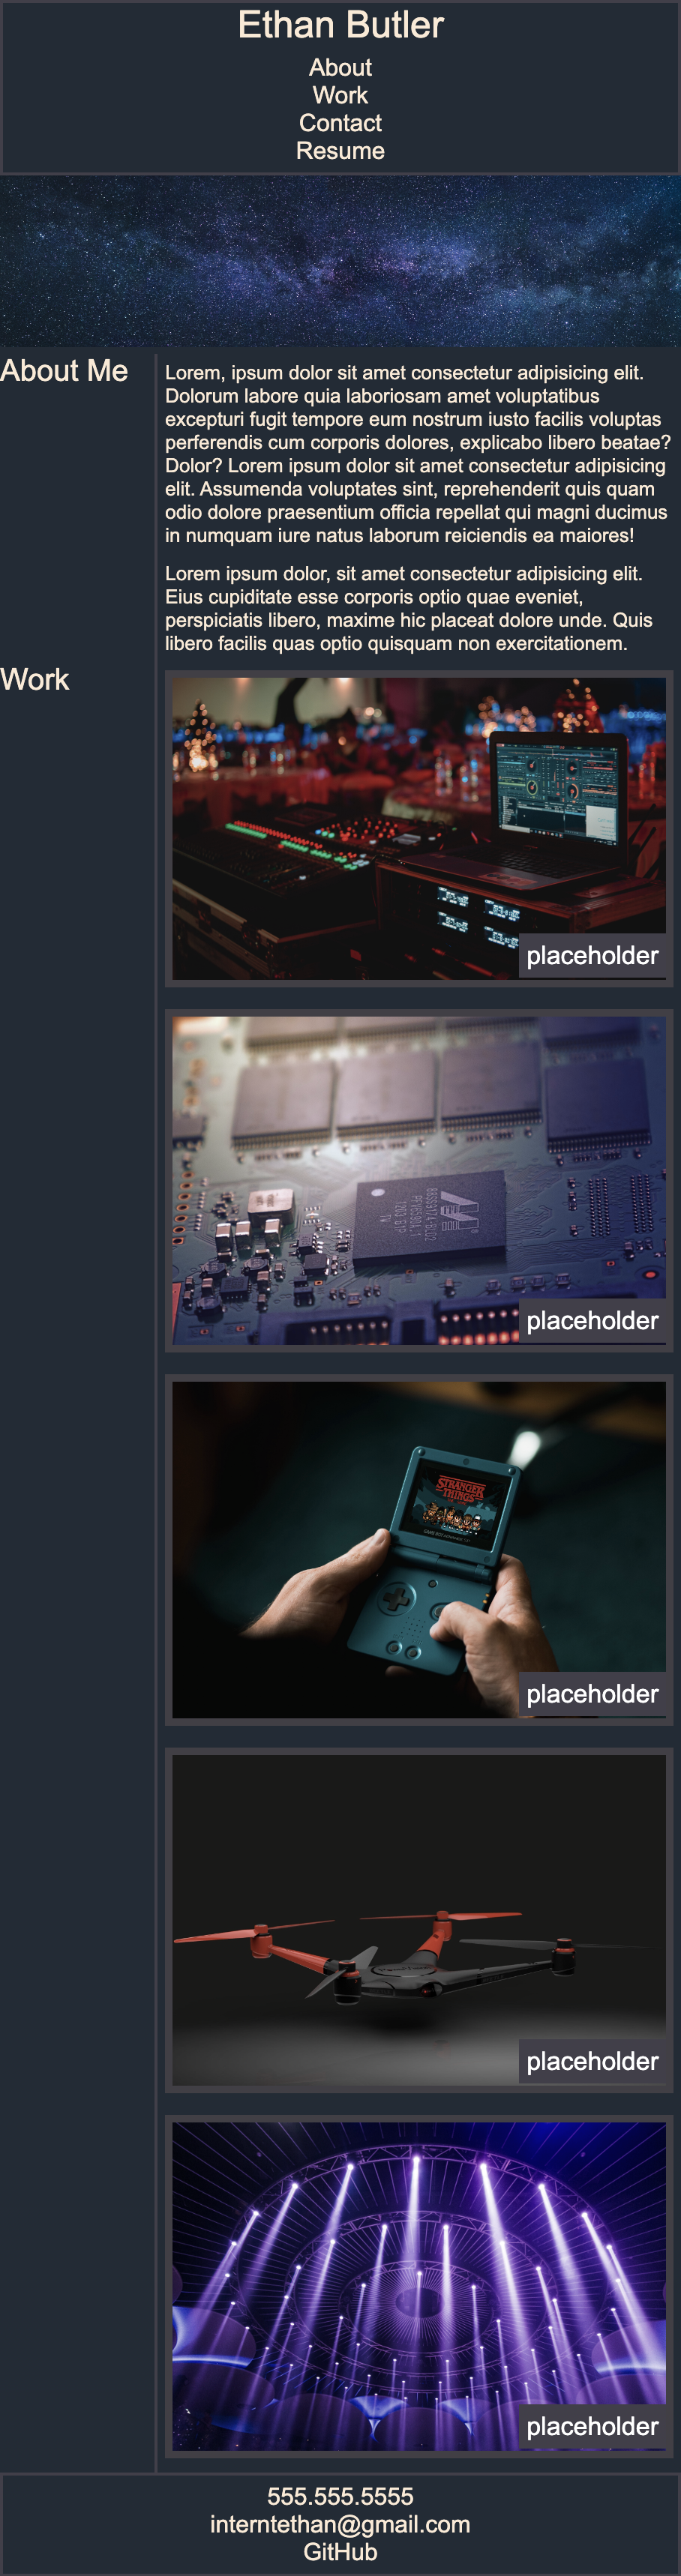 Ethan Butler
About
Work
Contact
Resume
About Me
Lorem, ipsum dolor sit amet consectetur adipisicing elit.
Dolorum labore quia laboriosam amet voluptatibus
excepturi fugit tempore eum nostrum iusto facilis voluptas
perferendis cum corporis dolores, explicabo libero beatae?
Dolor? Lorem ipsum dolor sit amet consectetur adipisicing
elit. Assumenda voluptates sint, reprehenderit quis quam
odio dolore praesentium officia repellat qui magni ducimus
in numquam iure natus laborum reiciendis ea maiores!
Lorem ipsum dolor, sit amet consectetur adipisicing elit.
Eius cupiditate esse corporis optio quae eveniet,
perspiciatis libero, maxime hic placeat dolore unde. Quis
libero facilis quas optio quisquam non exercitationem.
Work
placeholder
placeholder
STRANGER
THINGS
placeholder
placeholder
placeholder
555.555.5555
interntethan@gmail.com
GitHub